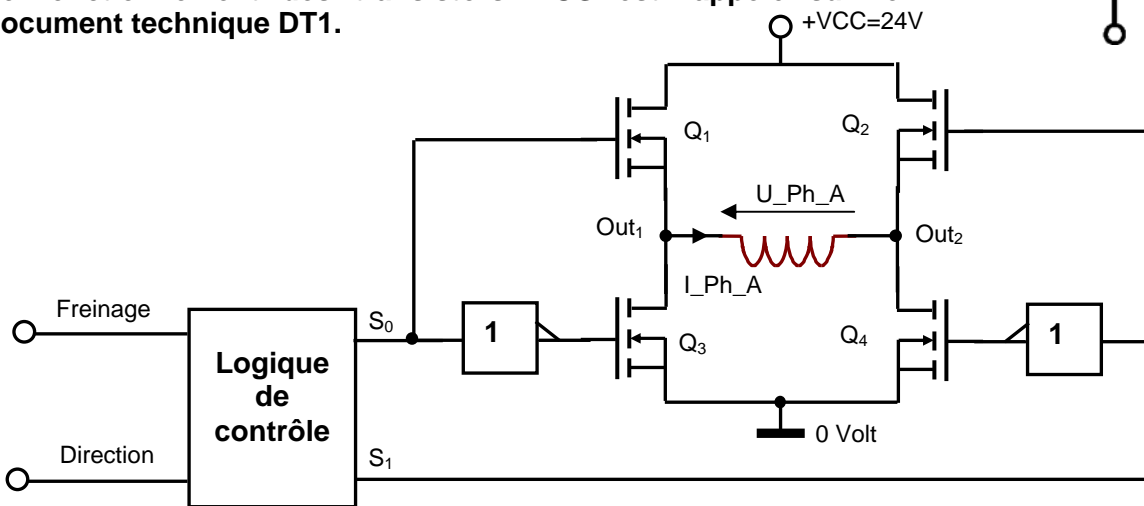 document technique DT1.
+VCC=24V
Q₁
Q₂
U_Ph_A
Out₁
Out₂
I_Ph_A
Freinage
S₀
1
Q₃
Q₄
1
Logique
de
contrôle
0 Volt
Direction
S₁